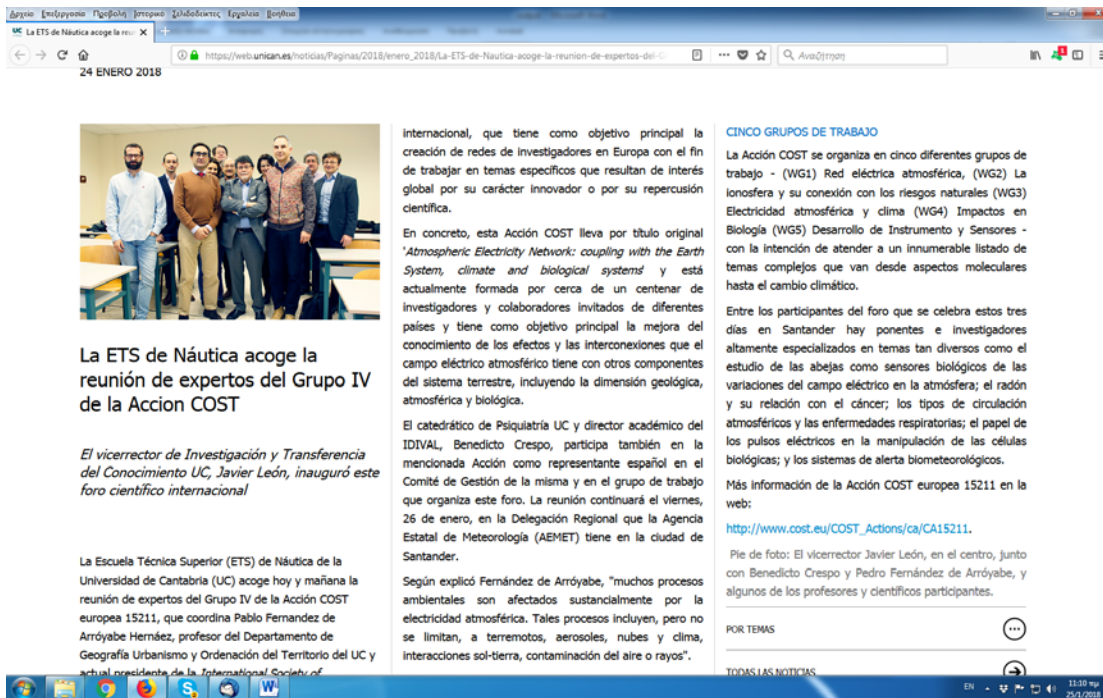 Αρχείο Επεξεργασία Προβολή Ιστορικό Σελιδοδείκτες Εργαλεία Βοήθεια
La ETS de Náutica acoge la reu
https://web.unican.es/noticias/Paginas/2018/enero_2018/La-ETS-de-Nautica-acoge-la-reunion-de-expertos-del-G
Αναζήτηση
1
24 ENERO 2018
La ETS de Náutica acoge la
reunión de expertos del Grupo IV
de la Accion COST
El vicerrector de Investigación y Transferencia
del Conocimiento UC, Javier León, inauguró este
foro científico internacional
La Escuela Técnica Superior (ETS) de Náutica de la
Universidad de Cantabria (UC) acoge hoy y mañana la
reunión de expertos del Grupo IV de la Acción COST
europea 15211, que coordina Pablo Fernandez de
Arróyabe Hernáez, profesor del Departamento de
Geografía Urbanismo y Ordenación del Territorio del UC y
actual presidente de la International Society of
internacional, que tiene como objetivo principal la
creación de redes de investigadores en Europa con el fin
de trabajar en temas específicos que resultan de interés
global por su carácter innovador o por su repercusión
científica.
En concreto, esta Acción COST lleva por título original
'Atmospheric Electricity Network: coupling with the Earth
System, climate and biological systems' y está
actualmente formada por cerca de un centenar de
investigadores y colaboradores invitados de diferentes
países y tiene como objetivo principal la mejora del
conocimiento de los efectos y las interconexiones que el
campo eléctrico atmosférico tiene con otros componentes
del sistema terrestre, incluyendo la dimensión geológica,
atmosférica y biológica.
El catedrático de Psiquiatría UC y director académico del
IDIVAL, Benedicto Crespo, participa también en la
mencionada Acción como representante español en el
Comité de Gestión de la misma y en el grupo de trabajo
que organiza este foro. La reunión continuará el viernes,
26 de enero, en la Delegación Regional que la Agencia
Estatal de Meteorología (AEMET) tiene en la ciudad de
Santander.
Según explicó Fernández de Arróyabe, "muchos procesos
ambientales son afectados sustancialmente por la
electricidad atmosférica. Tales procesos incluyen, pero no
se limitan, a terremotos, aerosoles, nubes y clima,
interacciones sol-tierra, contaminación del aire o rayos".
CINCO GRUPOS DE TRABAJO
La Acción COST se organiza en cinco diferentes grupos de
trabajo - (WG1) Red eléctrica atmosférica, (WG2) La
ionosfera y su conexión con los riesgos naturales (WG3)
Electricidad atmosférica y clima (WG4) Impactos en
Biología (WG5) Desarrollo de Instrumento y Sensores -
con la intención de atender a un innumerable listado de
temas complejos que van desde aspectos moleculares
hasta el cambio climático.
Entre los participantes del foro que se celebra estos tres
días en Santander hay ponentes e investigadores
altamente especializados en temas tan diversos como el
estudio de las abejas como sensores biológicos de las
variaciones del campo eléctrico en la atmósfera; el radón
y su relación con el cáncer; los tipos de circulación
atmosféricos y las enfermedades respiratorias; el papel de
los pulsos eléctricos en la manipulación de las células
biológicas; y los sistemas de alerta biometeorológicos.
Más información de la Acción COST europea 15211 en la
web:
http://www.cost.eu/COST_Actions/ca/CA15211.
Pie de foto: El vicerrector Javier León, en el centro, junto
con Benedicto Crespo y Pedro Fernández de Arróyabe, y
algunos de los profesores y científicos participantes.
POR TEMAS
TODAS LAS NOTICIAS
EN
11:10 πμ
25/1/2018